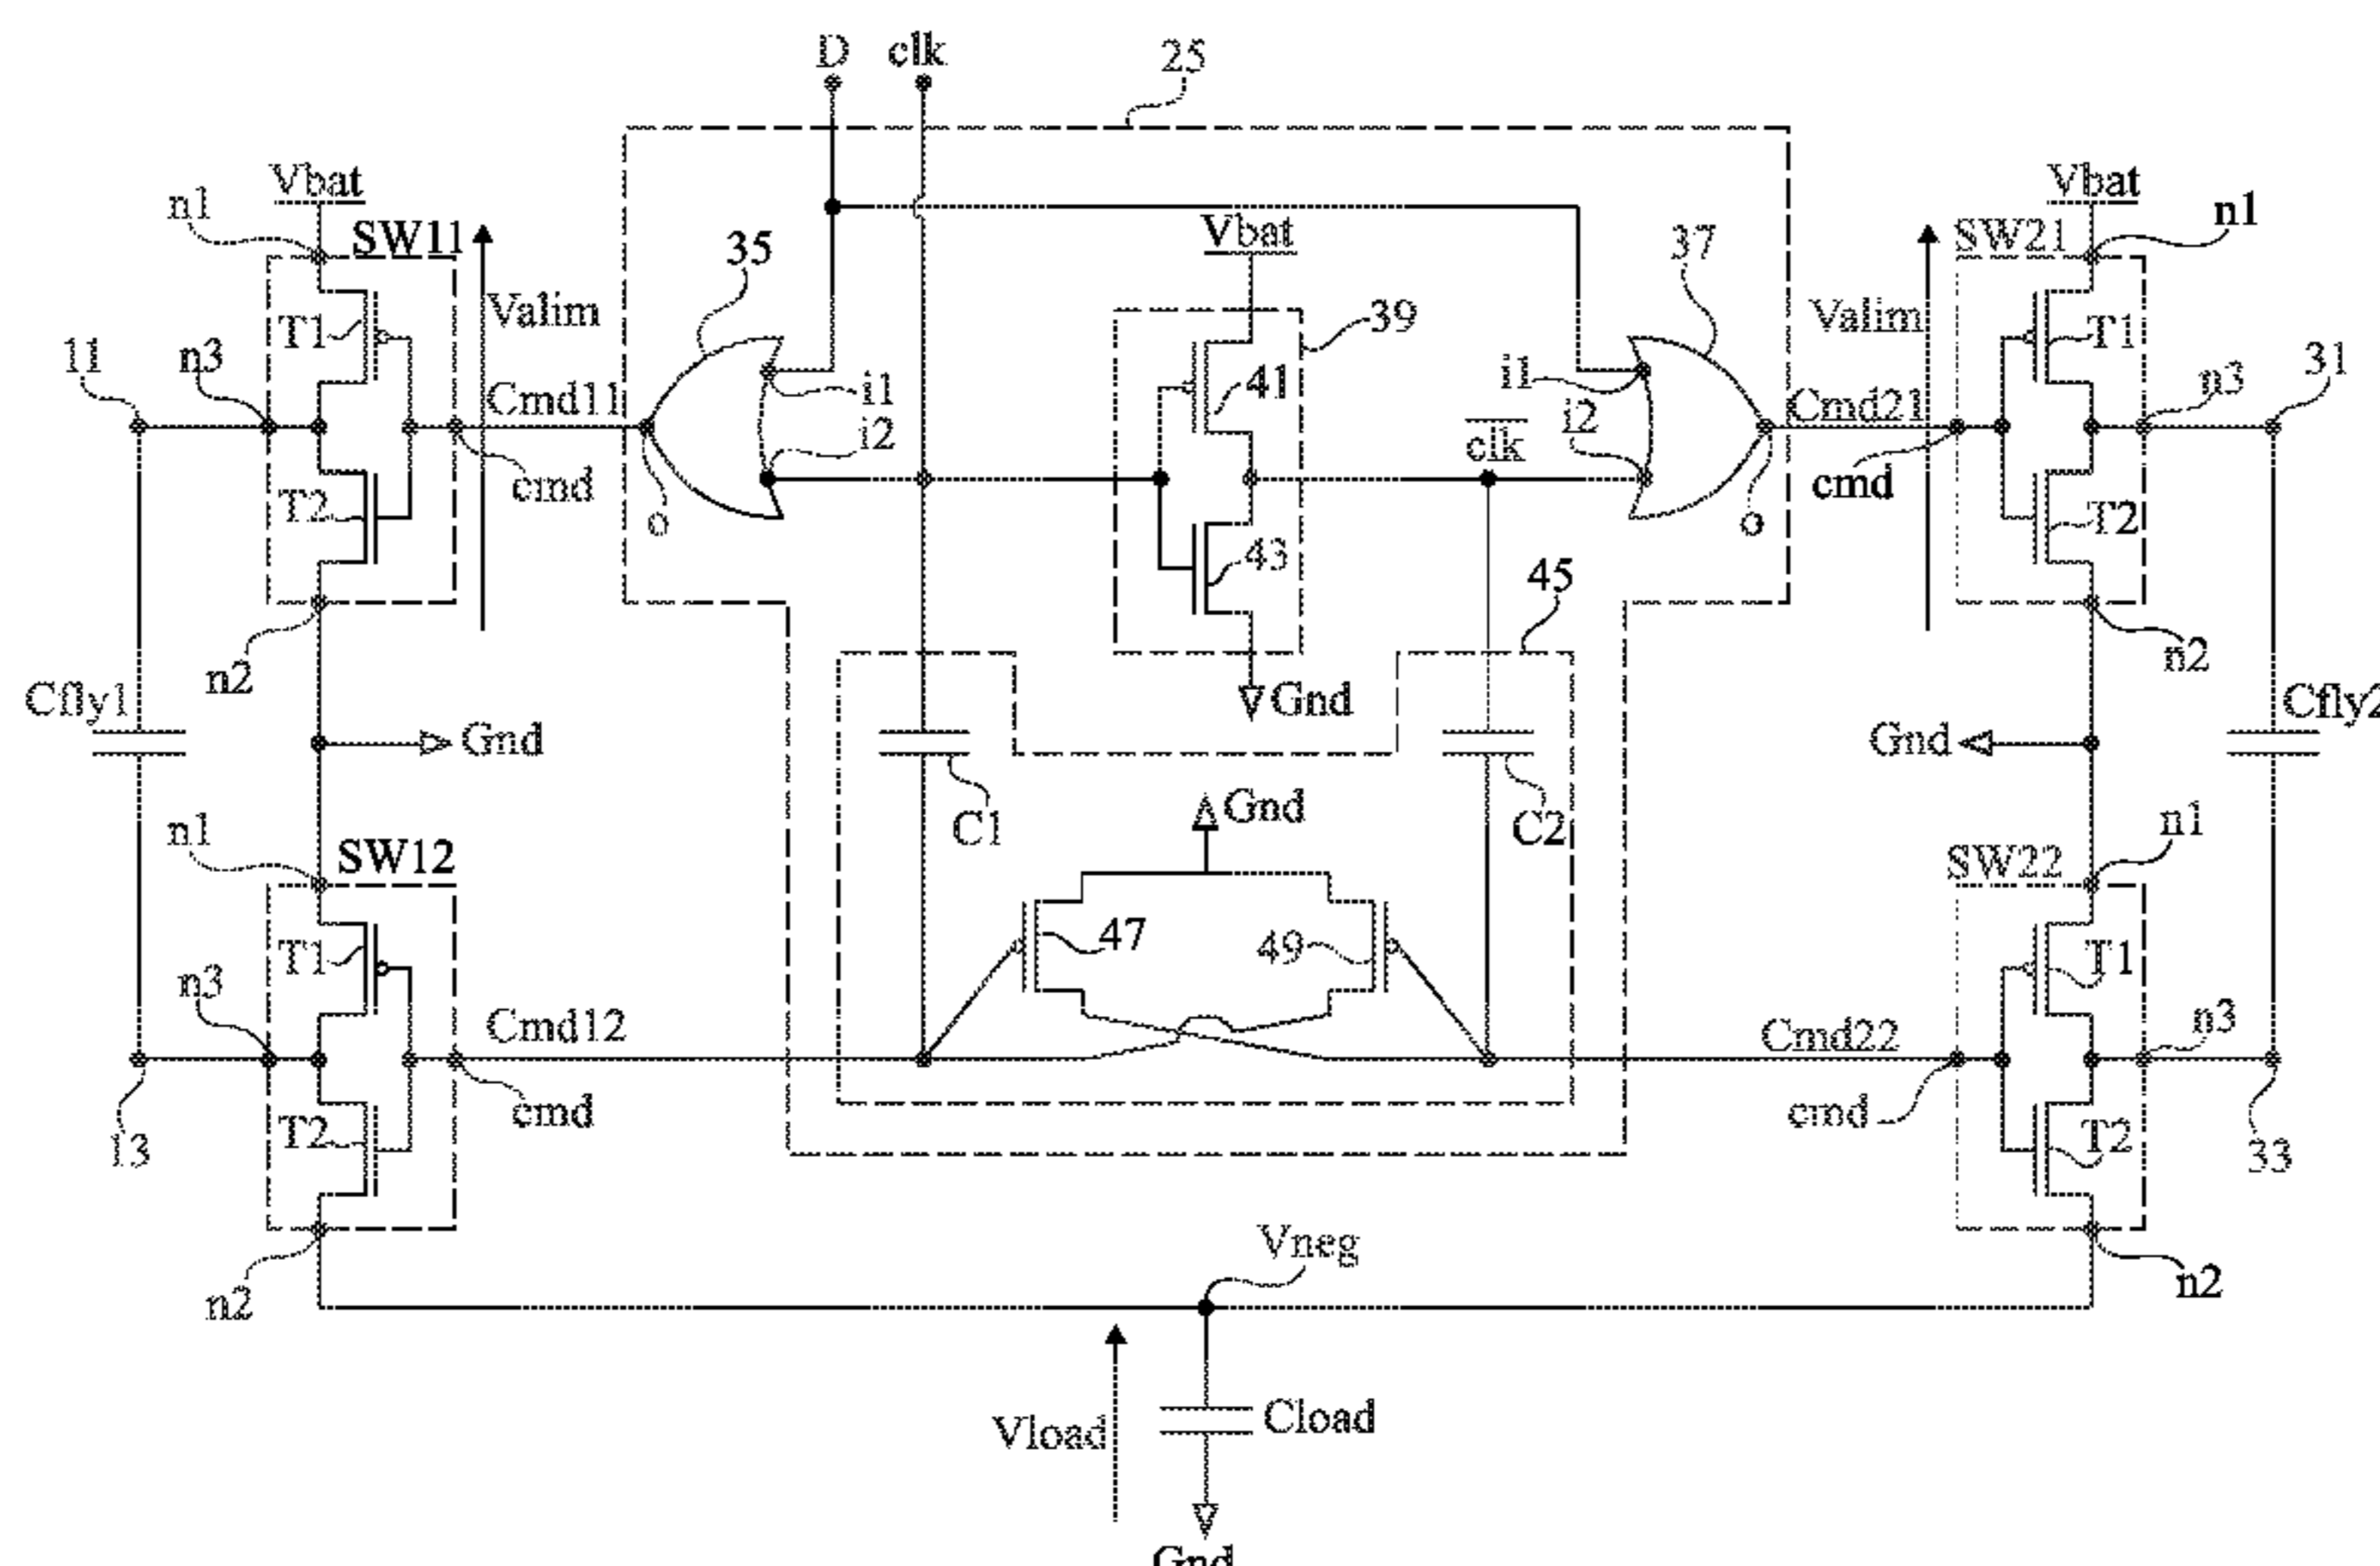 D clk 25
Vbat Vbat
n1 SW11 35 Vbat 37 SW21 n1
T1 Valim 39 Valim T1
11 n3 Cmd11 i1 41 i1 Cmd21 n3 31
i2 clk i2
T2 cmd o 43 o cmd T2
45
n2 n2
Cfly1 Gnd Gnd Gnd Cfly2
C1 Gnd C2
n1 SW12 SW22 n1
T1 47 49 T1
n3 Cmd12 Cmd22 n3
13 T2 cmd cmd T2 33
n2 Vneg n2
Vload Cload
Gnd